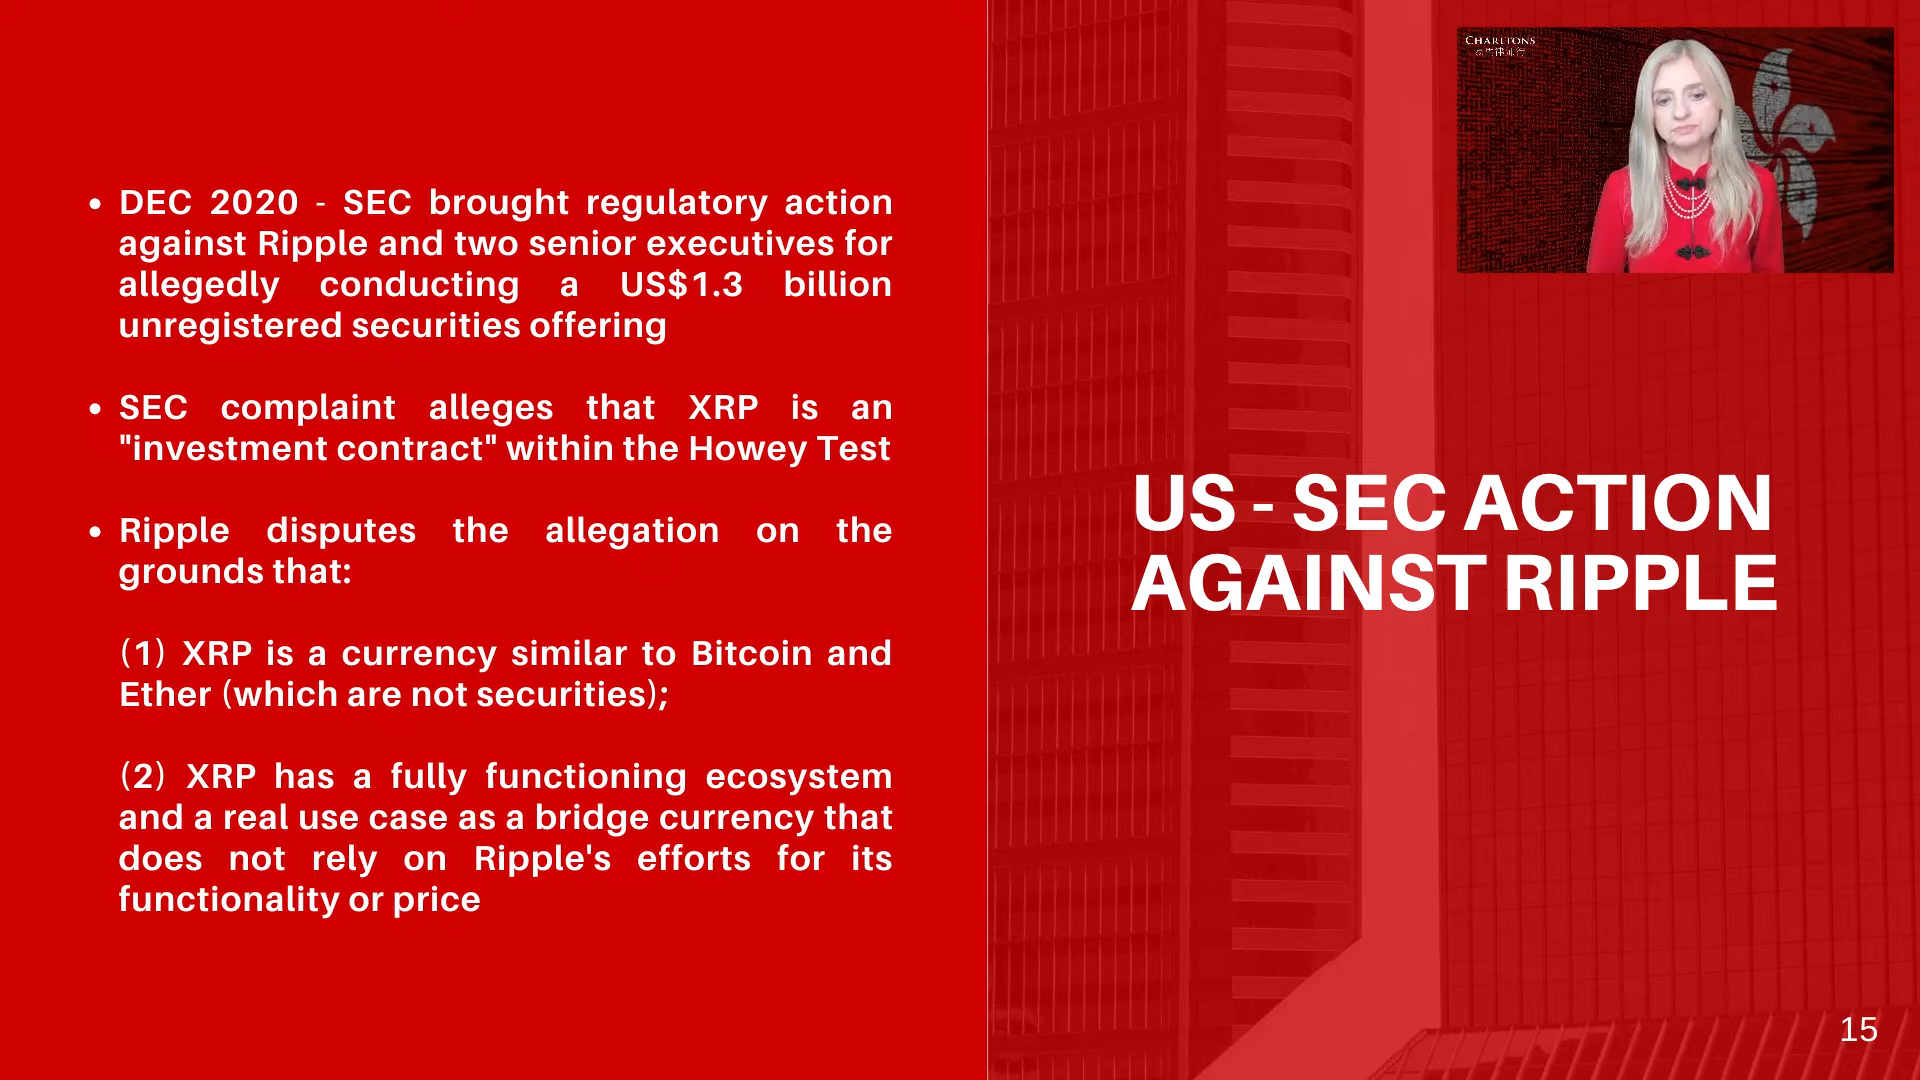 • DEC 2020 - SEC brought regulatory action
against Ripple and two senior executives for
allegedly conducting a US$1.3 billion
unregistered securities offering
• SEC complaint alleges that XRP is an
"investment contract" within the Howey Test
• Ripple disputes the allegation on the
grounds that:
(1) XRP is a currency similar to Bitcoin and
Ether (which are not securities);
(2) XRP has a fully functioning ecosystem
and a real use case as a bridge currency that
does not rely on Ripple's efforts for its
functionality or price
CHARLTONS
US - SEC ACTION
AGAINST RIPPLE
15